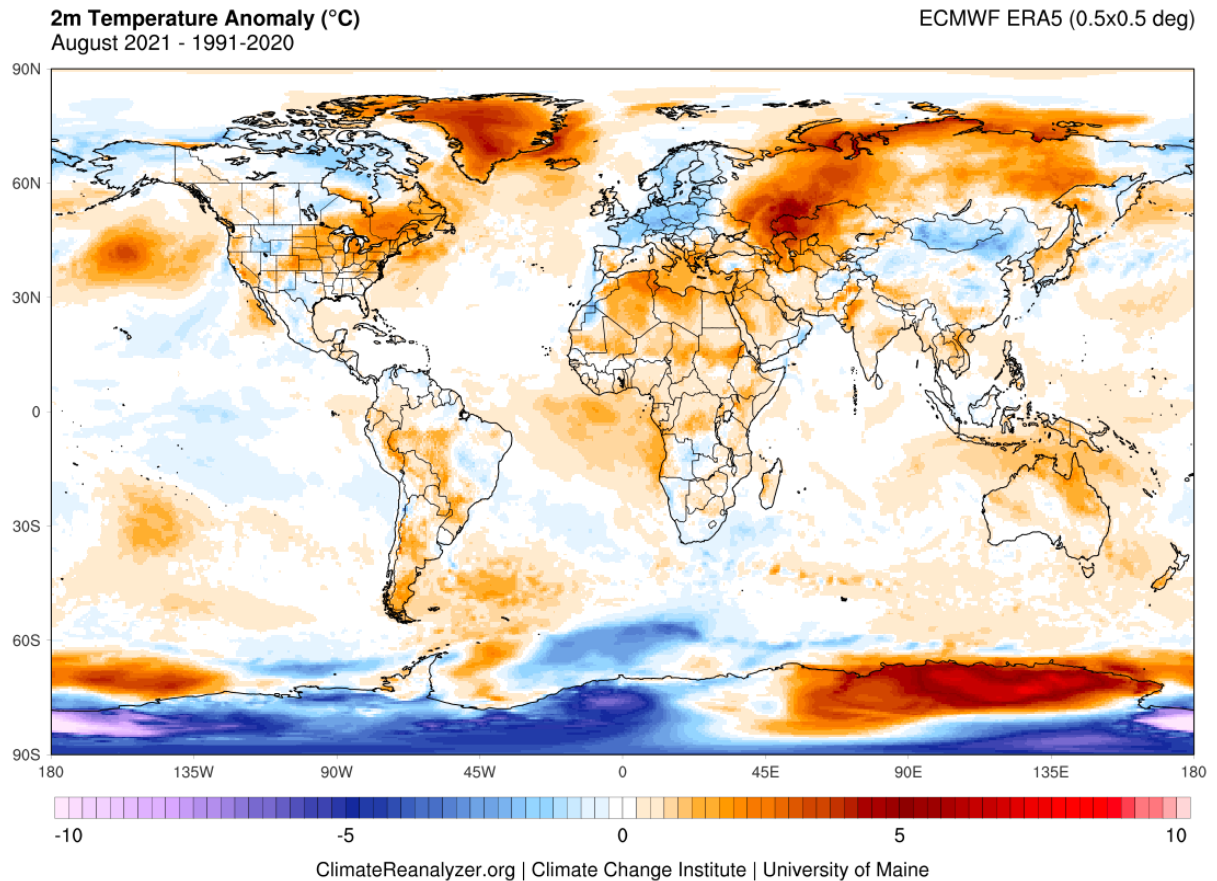 2m Temperature Anomaly (°C)
ECMWF ERA5 (0.5x0.5 deg)
August 2021 - 1991-2020
90N
60N
30N
0
30S
60S
90S
180 135W 90W 45W 0 45E 90E 135E 180
-10 -5 0 5 10
ClimateReanalyzer.org | Climate Change Institute | University of Maine